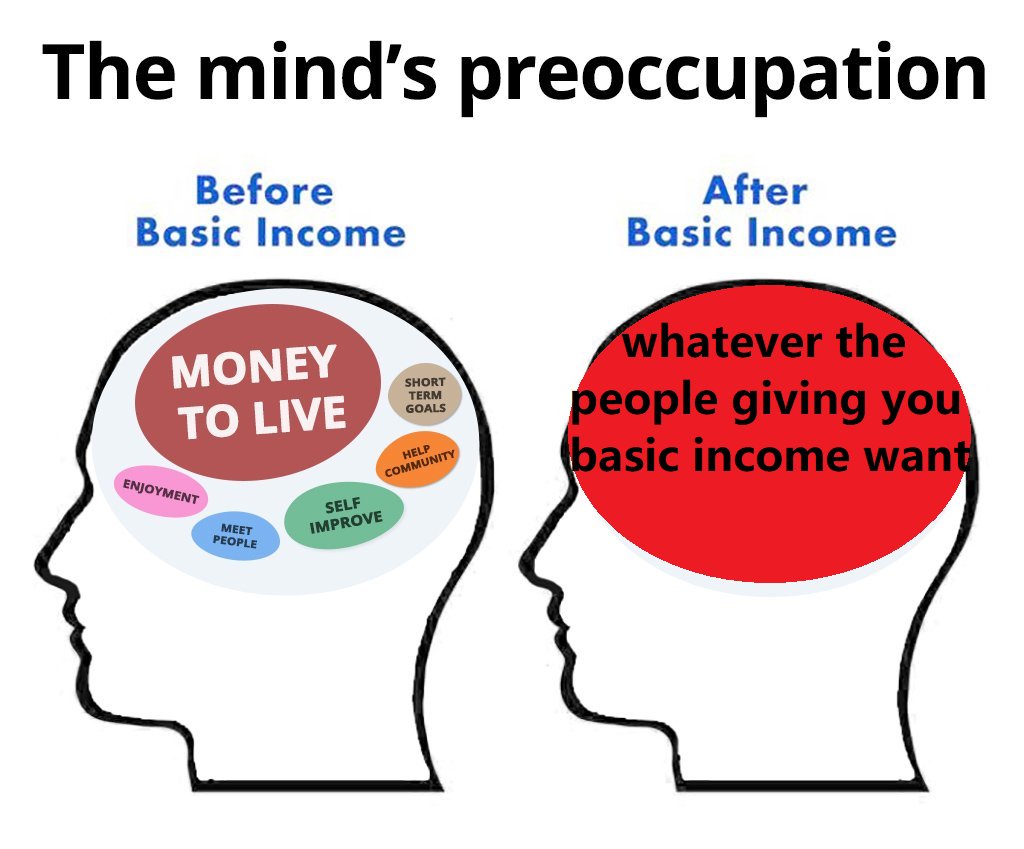 The mind’s preoccupation
Before
Basic Income
After
Basic Income
MONEY
TO LIVE
SHORT
TERM
GOALS
HELP
COMMUNITY
ENJOYMENT
SELF
IMPROVE
MEET
PEOPLE
whatever the
people giving you
basic income want